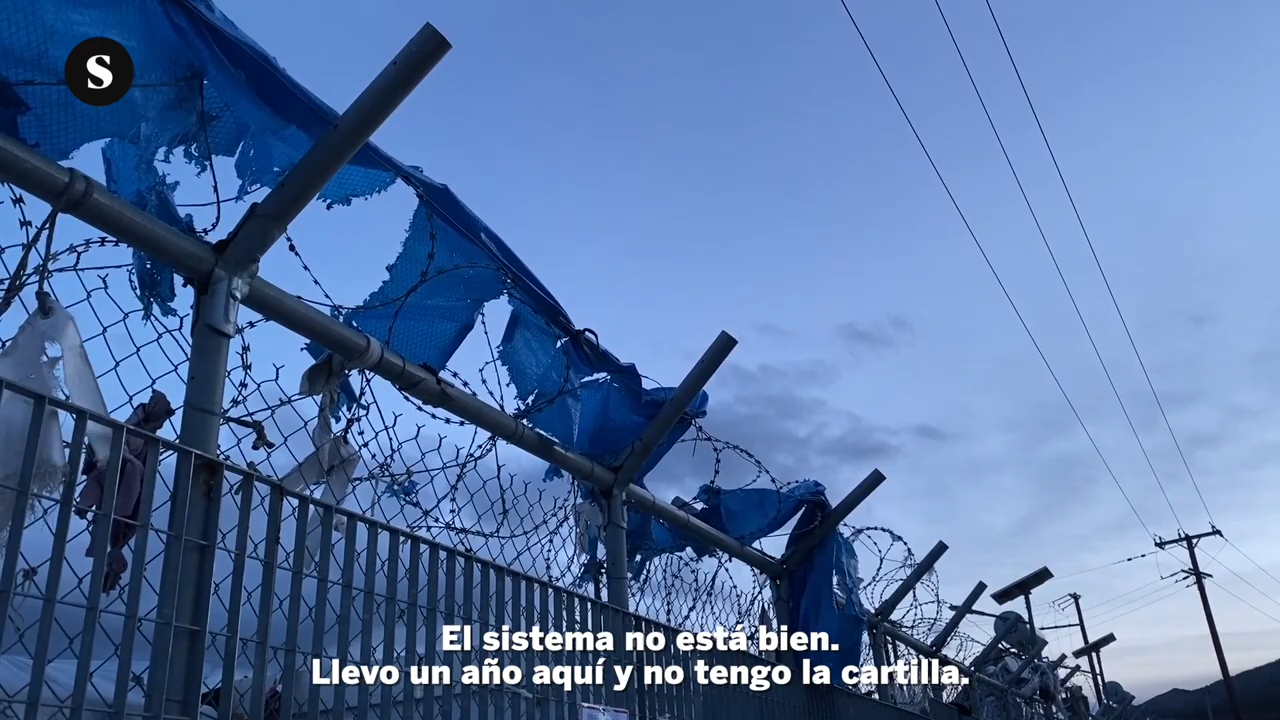 S
El sistema no está bien.
Llevo un año aquí y no tengo la cartilla.